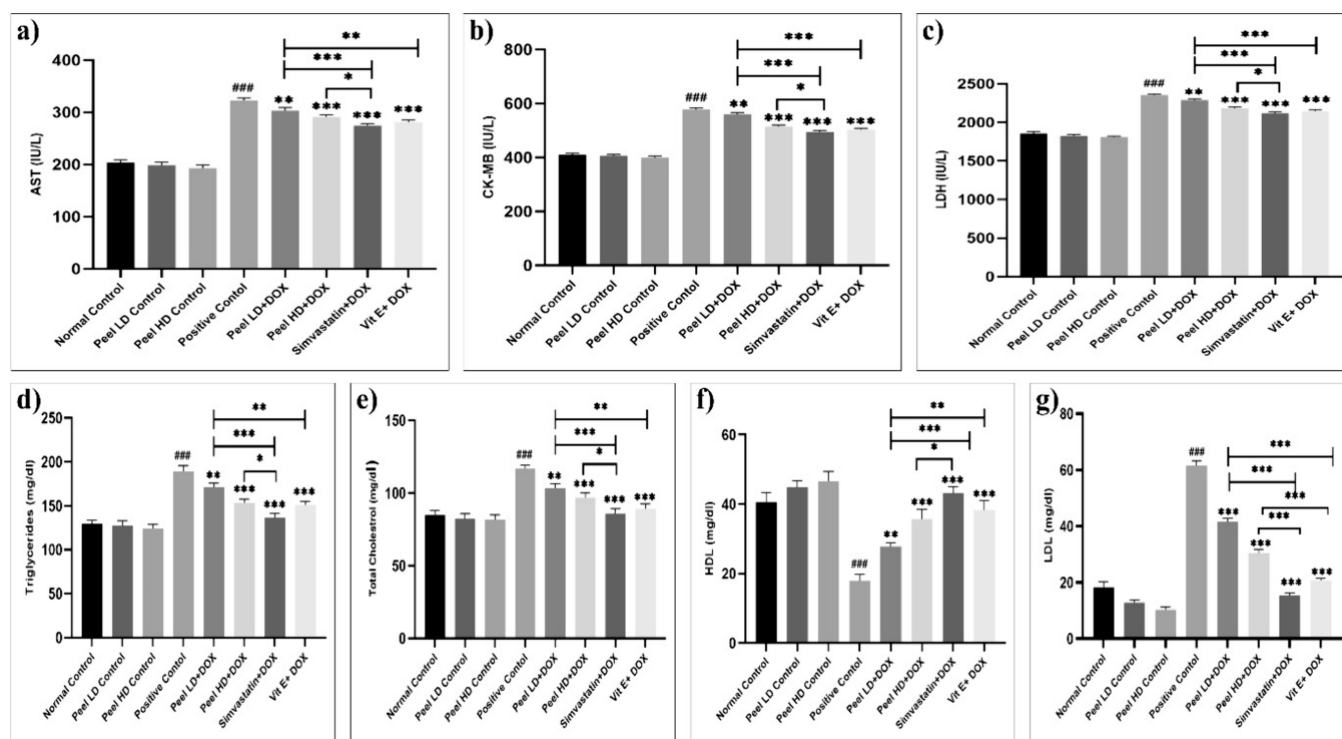 a)
**
***
*
###
**
***
***
***
400
300
200
100
0
AST (IU/L)
Normal Control
Peel LD Control
Peel HD Control
Positive Contol
Peel LD+DOX
Peel HD+DOX
Simvastatin+DOX
Vit E+ DOX
b)
***
***
*
###
**
***
***
***
800
600
400
200
0
CK-MB (IU/L)
Normal Control
Peel LD Control
Peel HD Control
Positive Contol
Peel LD+DOX
Peel HD+DOX
Simvastatin+DOX
Vit E+ DOX
c)
***
***
*
###
**
***
***
***
2500
2000
1500
1000
500
0
LDH (IU/L)
Normal Control
Peel LD Control
Peel HD Control
Positive Contol
Peel LD+DOX
Peel HD+DOX
Simvastatin+DOX
Vit E+ DOX
d)
**
***
*
###
**
***
***
***
250
200
150
100
50
0
Triglycerides (mg/dl)
Normal Control
Peel LD Control
Peel HD Control
Positive Contol
Peel LD+DOX
Peel HD+DOX
Simvastatin+DOX
Vit E+ DOX
e)
**
***
*
###
**
***
***
***
150
100
50
0
Total Cholestrol (mg/dl)
Normal Control
Peel LD Control
Peel HD Control
Positive Contol
Peel LD+DOX
Peel HD+DOX
Simvastatin+DOX
Vit E+ DOX
f)
**
***
*
###
**
***
***
***
60
40
20
0
HDL (mg/dl)
Normal Control
Peel LD Control
Peel HD Control
Positive Contol
Peel LD+DOX
Peel HD+DOX
Simvastatin+DOX
Vit E+ DOX
g)
***
***
***
***
###
***
***
***
***
80
60
40
20
0
LDL (mg/dl)
Normal Control
Peel LD Control
Peel HD Control
Positive Contol
Peel LD+DOX
Peel HD+DOX
Simvastatin+DOX
Vit E+ DOX